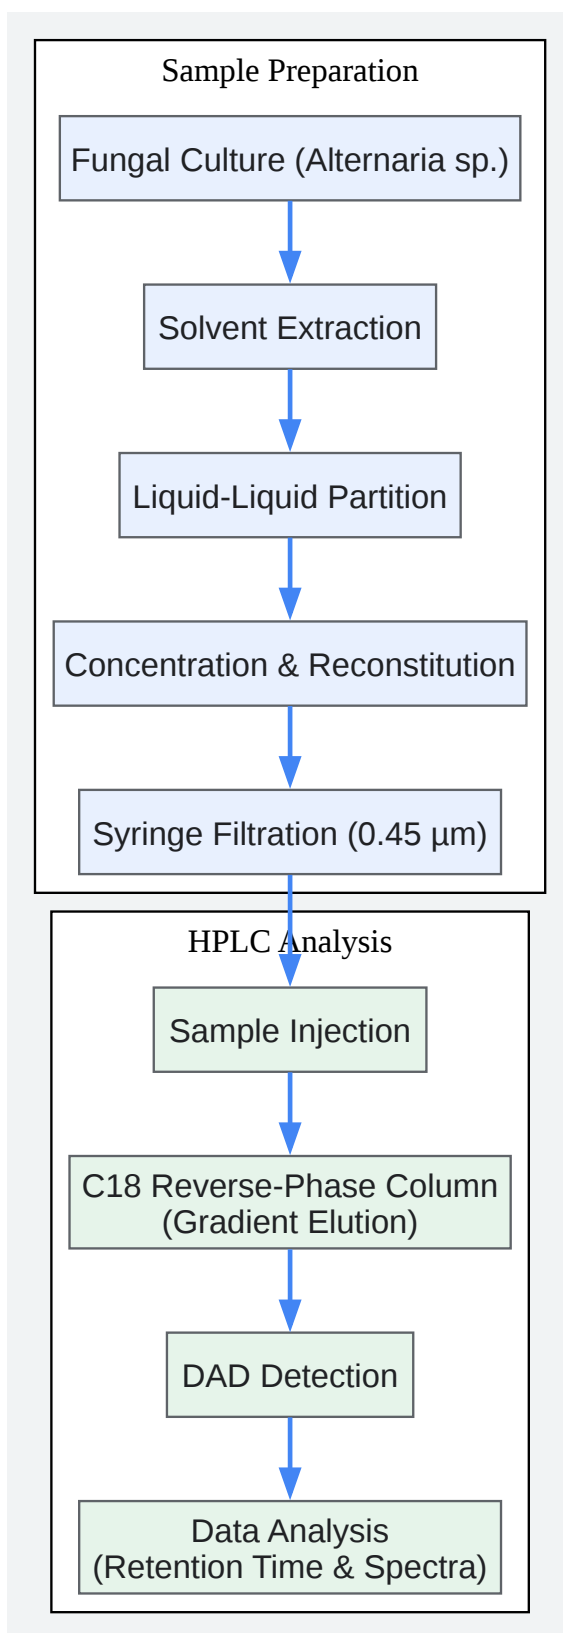 Sample Preparation
Fungal Culture (Alternaria sp.)
Solvent Extraction
Liquid-Liquid Partition
Concentration & Reconstitution
Syringe Filtration (0.45 µm)
HPLC Analysis
Sample Injection
C18 Reverse-Phase Column
(Gradient Elution)
DAD Detection
Data Analysis
(Retention Time & Spectra)